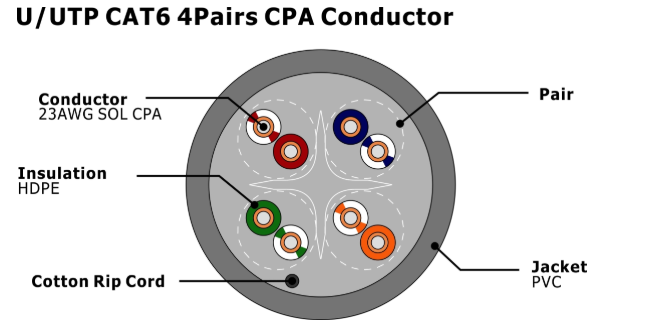 U/UTP CAT6 4Pairs CPA Conductor
Conductor
23AWG SOL CPA
Pair
Insulation
HDPE
Cotton Rip Cord
Jacket
PVC